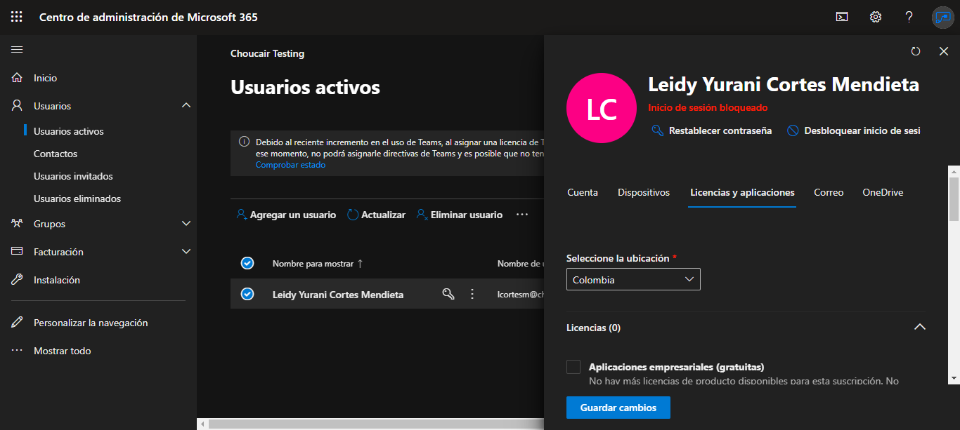 Centro de administración de Microsoft 365
Inicio
Usuarios
Usuarios activos
Contactos
Usuarios invitados
Usuarios eliminados
Grupos
Facturación
Instalación
Personalizar la navegación
Mostrar todo
Choucair Testing
Usuarios activos
Debido al reciente incremento en el uso de Teams, al asignar una licencia de T
ese momento, no podrá asignarle directivas de Teams y es posible que no ten
Comprobar estado
Agregar un usuario
Actualizar
Eliminar usuario
Nombre para mostrar ↑
Nombre de
Leidy Yurani Cortes Mendieta
lcortesm@ch
LC
Leidy Yurani Cortes Mendieta
Inicio de sesión bloqueado
Restablecer contraseña
Desbloquear inicio de sesi
Cuenta
Dispositivos
Licencias y aplicaciones
Correo
OneDrive
Seleccione la ubicación *
Colombia
Licencias (0)
Aplicaciones empresariales (gratuitas)
No hay más licencias de producto disponibles para esta suscripción. No
Guardar cambios